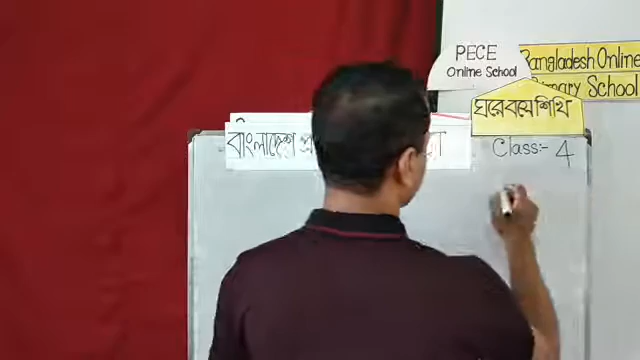 PECE
Online School
Bangladesh Online
Primary School
ঘরে বসে শিখি
বাংলাদেশ
Class:- 4